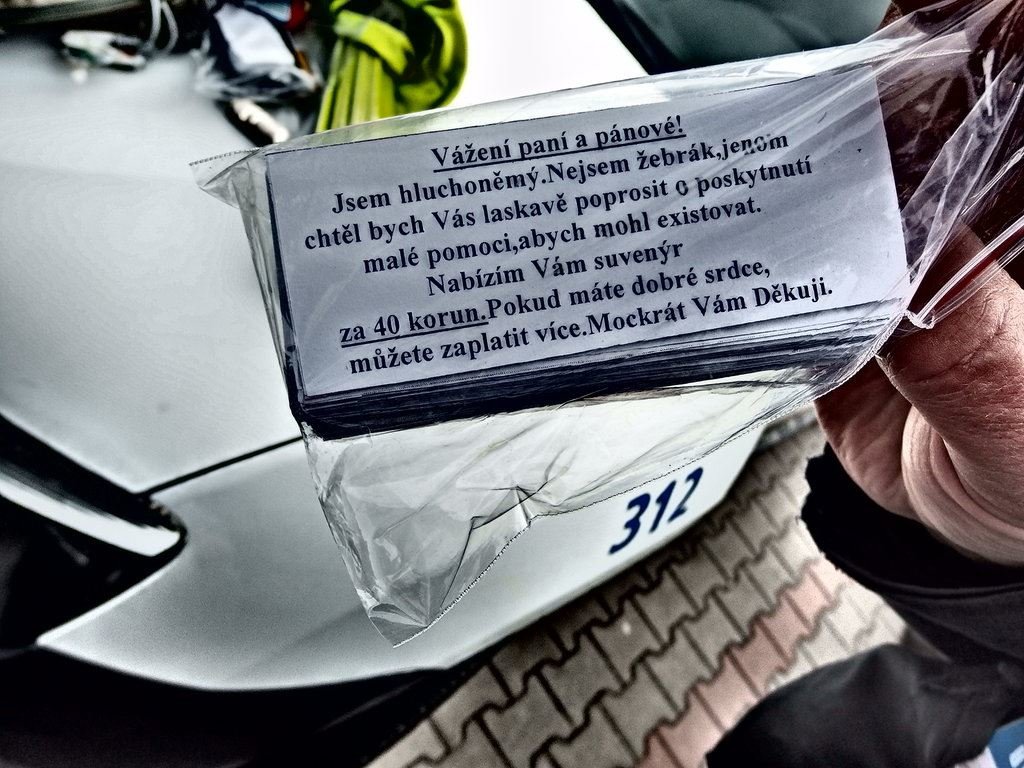 Vážení paní a pánové!
Jsem hluchoněmý.Nejsem žebrák,jenom
chtěl bych Vás laskavě poprosit o poskytnutí
malé pomoci,abych mohl existovat.
Nabízím Vám suvenýr
za 40 korun.Pokud máte dobré srdce,
můžete zaplatit více.Mockrát Vám Děkuji.
312